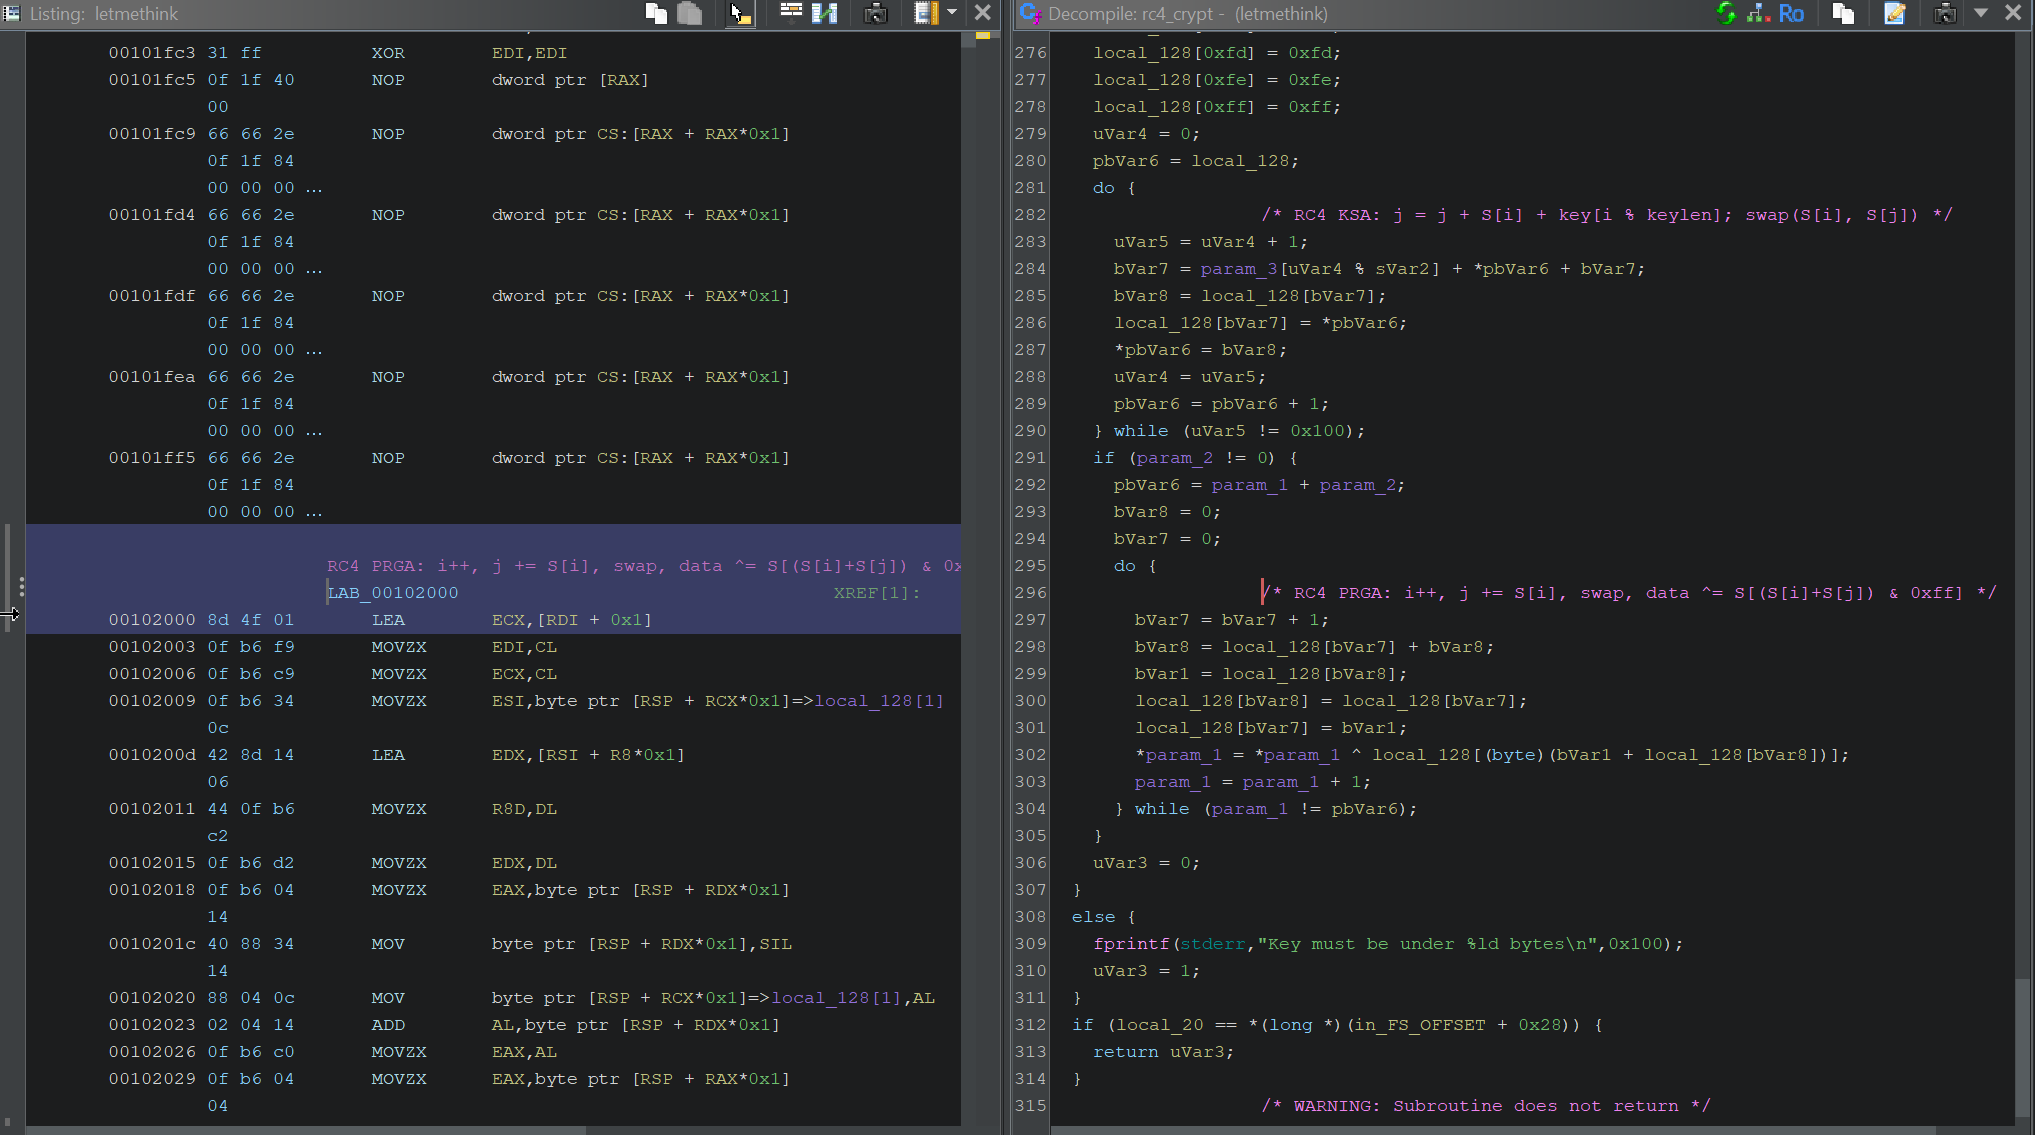 Listing: letmethink
00101fc3 31 ff XOR EDI,EDI
00101fc5 0f 1f 40 NOP dword ptr [RAX]
00
00101fc9 66 66 2e NOP dword ptr CS:[RAX + RAX*0x1]
0f 1f 84
00 00 00 ...
00101fd4 66 66 2e NOP dword ptr CS:[RAX + RAX*0x1]
0f 1f 84
00 00 00 ...
00101fdf 66 66 2e NOP dword ptr CS:[RAX + RAX*0x1]
0f 1f 84
00 00 00 ...
00101fea 66 66 2e NOP dword ptr CS:[RAX + RAX*0x1]
0f 1f 84
00 00 00 ...
00101ff5 66 66 2e NOP dword ptr CS:[RAX + RAX*0x1]
0f 1f 84
00 00 00 ...
RC4 PRGA: i++, j += S[i], swap, data ^= S[(S[i]+S[j]) & 0x
LAB_00102000 XREF[1]:
00102000 8d 4f 01 LEA ECX,[RDI + 0x1]
00102003 0f b6 f9 MOVZX EDI,CL
00102006 0f b6 c9 MOVZX ECX,CL
00102009 0f b6 34 MOVZX ESI,byte ptr [RSP + RCX*0x1]=>local_128[1]
0c
0010200d 42 8d 14 LEA EDX,[RSI + R8*0x1]
06
00102011 44 0f b6 MOVZX R8D,DL
c2
00102015 0f b6 d2 MOVZX EDX,DL
00102018 0f b6 04 MOVZX EAX,byte ptr [RSP + RDX*0x1]
14
0010201c 40 88 34 MOV byte ptr [RSP + RDX*0x1],SIL
14
00102020 88 04 0c MOV byte ptr [RSP + RCX*0x1]=>local_128[1],AL
00102023 02 04 14 ADD AL,byte ptr [RSP + RDX*0x1]
00102026 0f b6 c0 MOVZX EAX,AL
00102029 0f b6 04 MOVZX EAX,byte ptr [RSP + RAX*0x1]
04
Decompile: rc4_crypt - (letmethink)
Ro
276 local_128[0xfd] = 0xfd;
277 local_128[0xfe] = 0xfe;
278 local_128[0xff] = 0xff;
279 uVar4 = 0;
280 pbVar6 = local_128;
281 do {
282 /* RC4 KSA: j = j + S[i] + key[i % keylen]; swap(S[i], S[j]) */
283 uVar5 = uVar4 + 1;
284 bVar7 = param_3[uVar4 % sVar2] + *pbVar6 + bVar7;
285 bVar8 = local_128[bVar7];
286 local_128[bVar7] = *pbVar6;
287 *pbVar6 = bVar8;
288 uVar4 = uVar5;
289 pbVar6 = pbVar6 + 1;
290 } while (uVar5 != 0x100);
291 if (param_2 != 0) {
292 pbVar6 = param_1 + param_2;
293 bVar8 = 0;
294 bVar7 = 0;
295 do {
296 /* RC4 PRGA: i++, j += S[i], swap, data ^= S[(S[i]+S[j]) & 0xff] */
297 bVar7 = bVar7 + 1;
298 bVar8 = local_128[bVar7] + bVar8;
299 bVar1 = local_128[bVar8];
300 local_128[bVar8] = local_128[bVar7];
301 local_128[bVar7] = bVar1;
302 *param_1 = *param_1 ^ local_128[(byte)(bVar1 + local_128[bVar8])];
303 param_1 = param_1 + 1;
304 } while (param_1 != pbVar6);
305 }
306 uVar3 = 0;
307 }
308 else {
309 fprintf(stderr,"Key must be under %ld bytes\n",0x100);
310 uVar3 = 1;
311 }
312 if (local_20 == *(long *)(in_FS_OFFSET + 0x28)) {
313 return uVar3;
314 }
315 /* WARNING: Subroutine does not return */